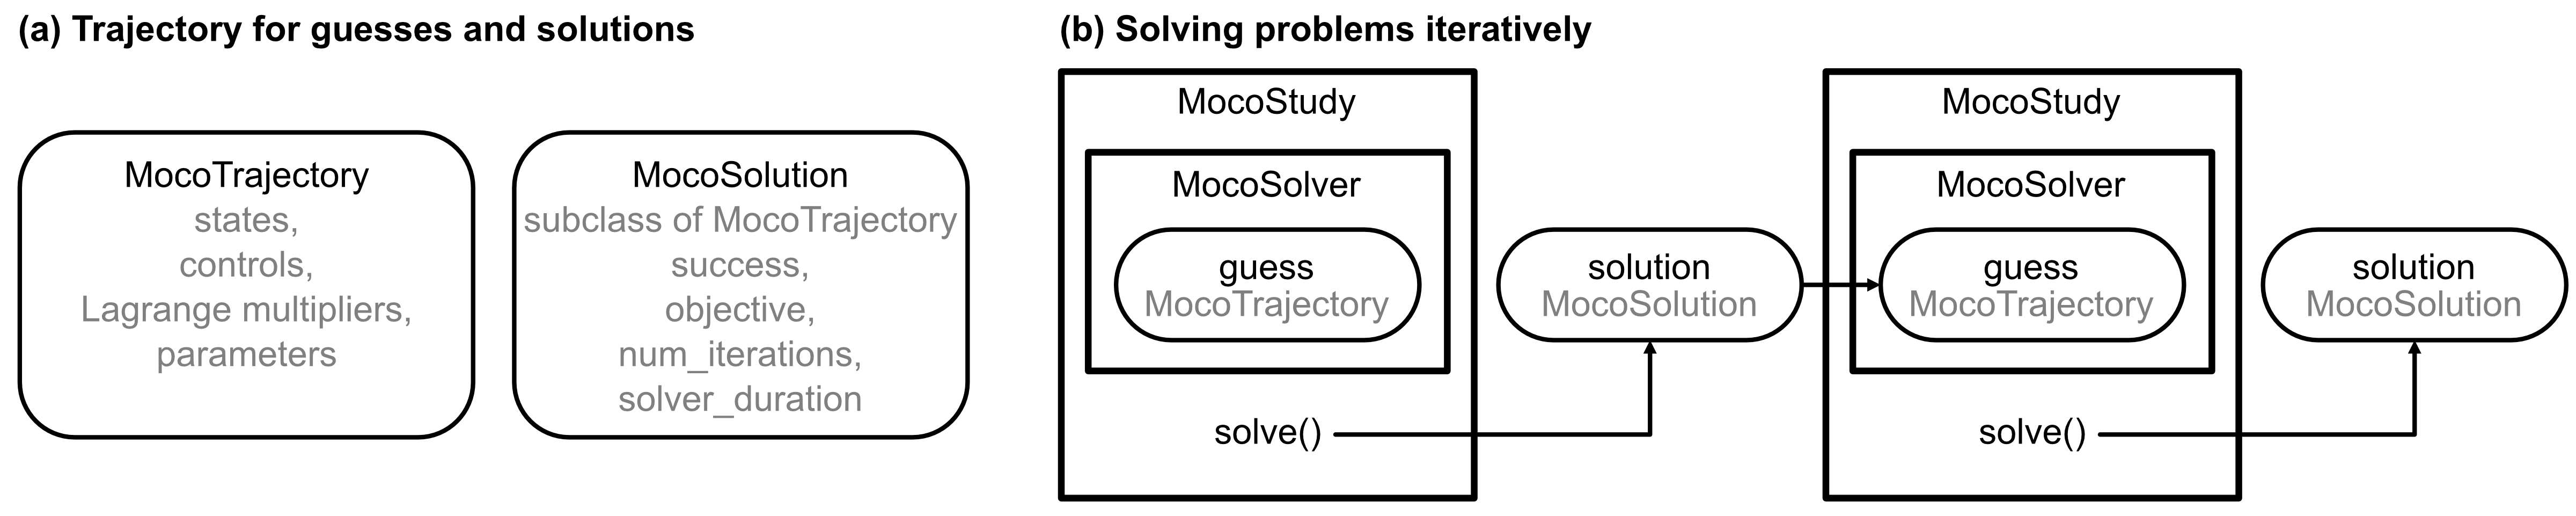 (a) Trajectory for guesses and solutions
MocoTrajectory
states,
controls,
Lagrange multipliers,
parameters
MocoSolution
subclass of MocoTrajectory
success,
objective,
num_iterations,
solver_duration
(b) Solving problems iteratively
MocoStudy
MocoSolver
guess
MocoTrajectory
solve()
solution
MocoSolution
MocoStudy
MocoSolver
guess
MocoTrajectory
solve()
solution
MocoSolution